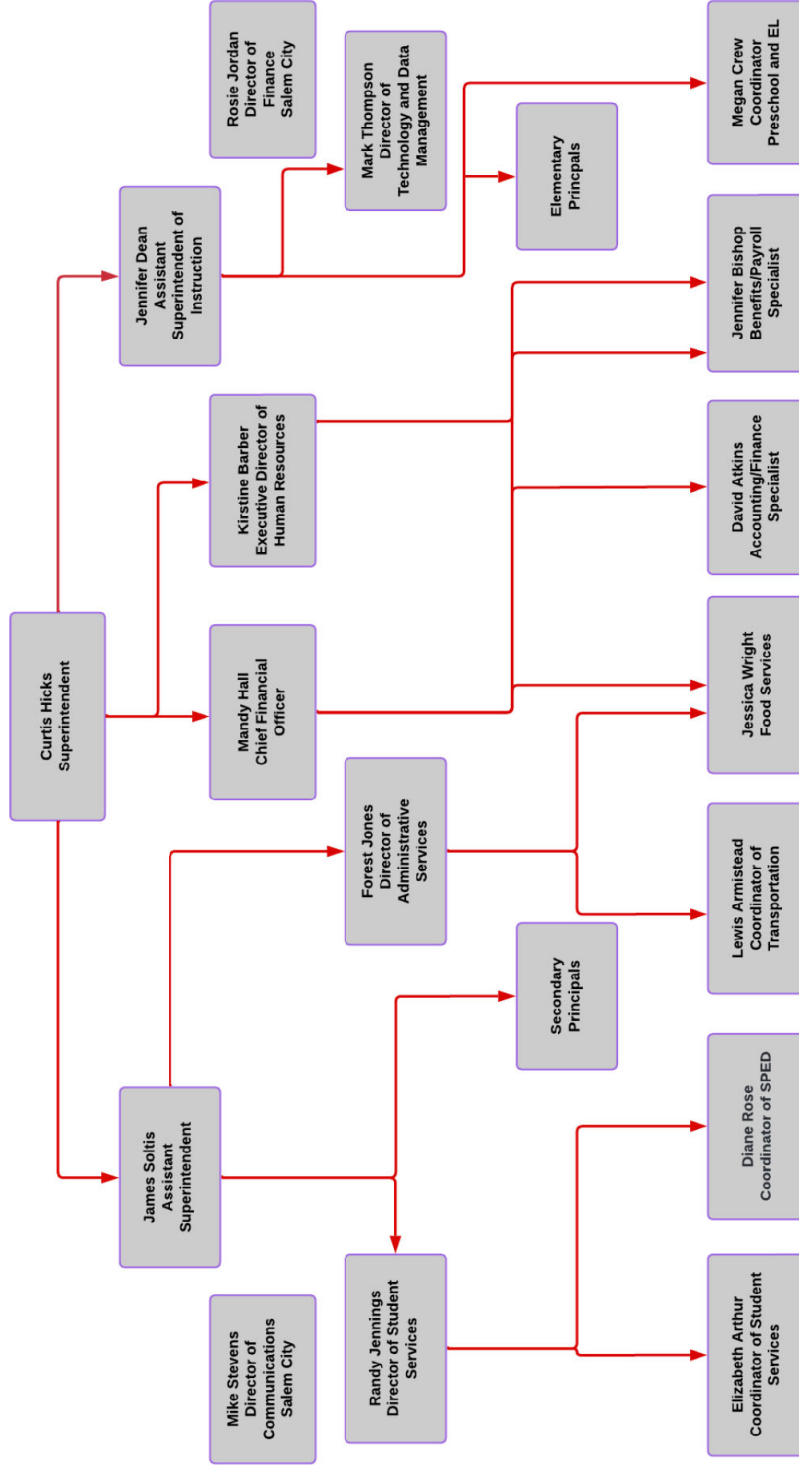 Curtis Hicks
Superintendent
James Soltis
Assistant
Superintendent
Jennifer Dean
Assistant
Superintendent of
Instruction
Mike Stevens
Director of
Communications
Salem City
Mandy Hall
Chief Financial
Officer
Kirstine Barber
Executive Director of
Human Resources
Rosie Jordan
Director of
Finance
Salem City
Randy Jennings
Director of Student
Services
Forest Jones
Director of
Administrative
Services
Mark Thompson
Director of
Technology and Data
Management
Secondary
Principals
Elementary
Princpals
Elizabeth Arthur
Coordinator of Student
Services
Diane Rose
Coordinator of SPED
Lewis Armistead
Coordinator of
Transportation
Jessica Wright
Food Services
David Atkins
Accounting/Finance
Specialist
Jennifer Bishop
Benefits/Payroll
Specialist
Megan Crew
Coordinator
Preschool and EL